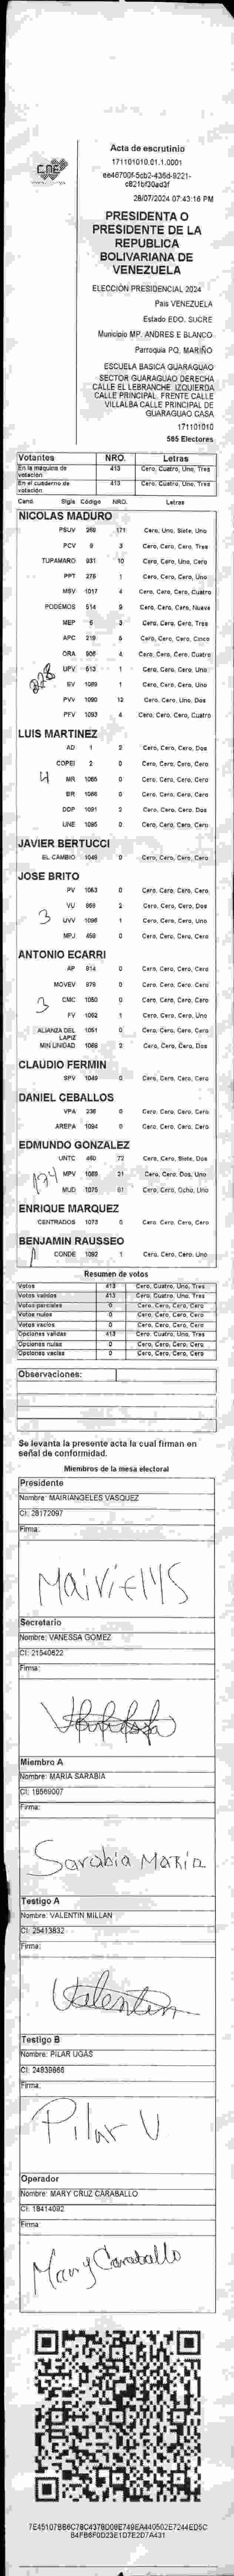 CNE
Acta de escrutinio
171101010.01.1.0001
ee46700f-5cb2-436d-9221-
c821bf30ad3f
28/07/2024 07:43:16 PM
PRESIDENTA O
PRESIDENTE DE LA
REPUBLICA
BOLIVARIANA DE
VENEZUELA
ELECCIÓN PRESIDENCIAL 2024
País VENEZUELA
Estado EDO. SUCRE
Municipio MP. ANDRES E BLANCO
Parroquia PQ. MARIÑO
ESCUELA BASICA GUARAGUAO
SECTOR GUARAGUAO DERECHA
CALLE EL LEBRANCHE. IZQUIERDA
CALLE PRINCIPAL. FRENTE CALLE
VILLALBA CALLE PRINCIPAL DE
GUARAGUAO CASA
171101010
585 Electores
Votantes NRO. Letras
En la máquina de votación 413 Cero, Cuatro, Uno, Tres
En el cuaderno de votación 413 Cero, Cuatro, Uno, Tres
Cand. Sigla Código NRO. Letras
NICOLAS MADURO
PSUV 268 171 Cero, Uno, Siete, Uno
PCV 9 3 Cero, Cero, Cero, Tres
TUPAMARO 931 10 Cero, Cero, Uno, Cero
PPT 276 1 Cero, Cero, Cero, Uno
MSV 1017 4 Cero, Cero, Cero, Cuatro
PODEMOS 514 9 Cero, Cero, Cero, Nueve
MEP 6 3 Cero, Cero, Cero, Tres
APC 219 5 Cero, Cero, Cero, Cinco
ORA 906 4 Cero, Cero, Cero, Cuatro
UPV 613 1 Cero, Cero, Cero, Uno
228
EV 1089 1 Cero, Cero, Cero, Uno
PVV 1090 12 Cero, Cero, Uno, Dos
PFV 1093 4 Cero, Cero, Cero, Cuatro
LUIS MARTINEZ
AD 1 2 Cero, Cero, Cero, Dos
COPEI 2 0 Cero, Cero, Cero, Cero
4
MR 1065 0 Cero, Cero, Cero, Cero
BR 1066 0 Cero, Cero, Cero, Cero
DDP 1091 2 Cero, Cero, Cero, Dos
UNE 1095 0 Cero, Cero, Cero, Cero
JAVIER BERTUCCI
EL CAMBIO 1048 0 Cero, Cero, Cero, Cero
JOSE BRITO
PV 1063 0 Cero, Cero, Cero, Cero
VU 969 2 Cero, Cero, Cero, Dos
3
UVV 1096 1 Cero, Cero, Cero, Uno
MPJ 458 0 Cero, Cero, Cero, Cero
ANTONIO ECARRI
AP 914 0 Cero, Cero, Cero, Cero
MOVEV 979 0 Cero, Cero, Cero, Cero
3
CMC 1050 0 Cero, Cero, Cero, Cero
FV 1092 1 Cero, Cero, Cero, Uno
ALIANZA DEL LAPIZ 1051 0 Cero, Cero, Cero, Cero
MIN UNIDAD 1068 2 Cero, Cero, Cero, Dos
CLAUDIO FERMIN
SPV 1049 0 Cero, Cero, Cero, Cero
DANIEL CEBALLOS
VPA 236 0 Cero, Cero, Cero, Cero
AREPA 1094 0 Cero, Cero, Cero, Cero
EDMUNDO GONZALEZ
UNTC 72 Cero, Cero, Siete, Dos
174
MPV 1069 21 Cero, Cero, Dos, Uno
MUD 1075 81 Cero, Cero, Ocho, Uno
ENRIQUE MARQUEZ
CENTRADOS 1073 0 Cero, Cero, Cero, Cero
BENJAMIN RAUSSEO
1
CONDE 1092 1 Cero, Cero, Cero, Uno
Resumen de votos
Votos 413 Cero, Cuatro, Uno, Tres
Votos válidos 413 Cero, Cuatro, Uno, Tres
Votos parciales 0 Cero, Cero, Cero, Cero
Votos nulos 0 Cero, Cero, Cero, Cero
Votos vacíos 0 Cero, Cero, Cero, Cero
Opciones válidas 413 Cero, Cuatro, Uno, Tres
Opciones nulas 0 Cero, Cero, Cero, Cero
Opciones vacías 0 Cero, Cero, Cero, Cero
Observaciones:
Se levanta la presente acta la cual firman en
señal de conformidad.
Miembros de la mesa electoral
Presidente
Nombre: MAIRIANGELES VASQUEZ
CI: 28172097
Firma:
Secretario
Nombre: VANESSA GOMEZ
CI: 21540622
Firma:
Miembro A
Nombre: MARIA SARABIA
CI: 18569007
Firma:
Sarabia Maria
Testigo A
Nombre: VALENTIN MILLAN
CI: 25413832
Firma:
Valentin
Testigo B
Nombre: PILAR UGAS
CI: 24839866
Firma:
Pilar U
Operador
Nombre: MARY CRUZ CARABALLO
CI: 18414092
Firma:
Mary Caraballo